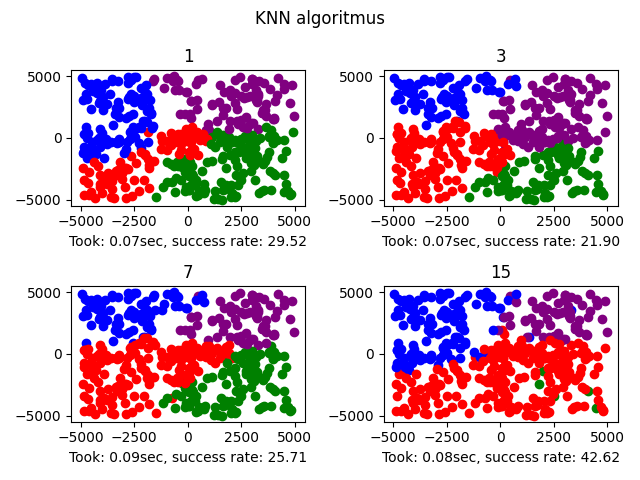 KNN algoritmus
1
3
5000
0
−5000
−5000 −2500 0 2500 5000
Took: 0.07sec, success rate: 29.52
5000
0
−5000
−5000 −2500 0 2500 5000
Took: 0.07sec, success rate: 21.90
7
15
5000
0
−5000
−5000 −2500 0 2500 5000
Took: 0.09sec, success rate: 25.71
5000
0
−5000
−5000 −2500 0 2500 5000
Took: 0.08sec, success rate: 42.62